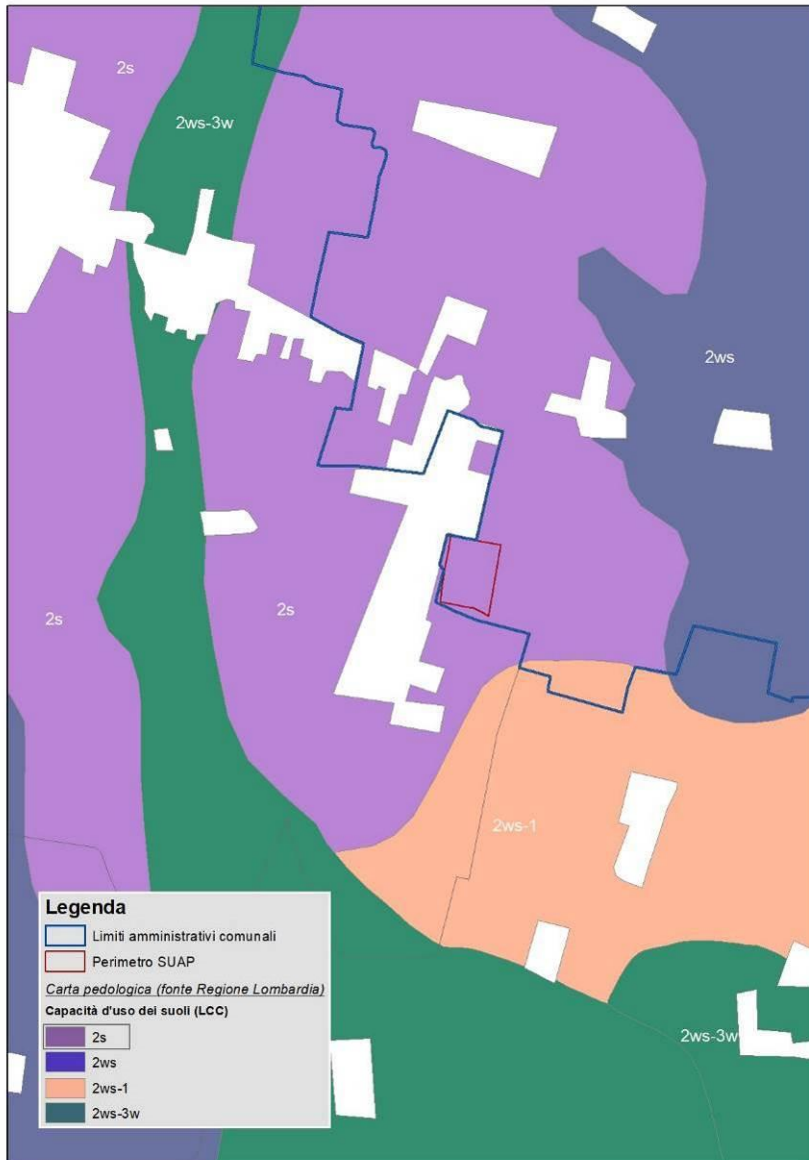 2s
2ws-3w
2ws
2s
2s
2ws-1
2ws-3w
Legenda
Limiti amministrativi comunali
Perimetro SUAP
Carta pedologica (fonte Regione Lombardia)
Capacità d'uso dei suoli (LCC)
2s
2ws
2ws-1
2ws-3w